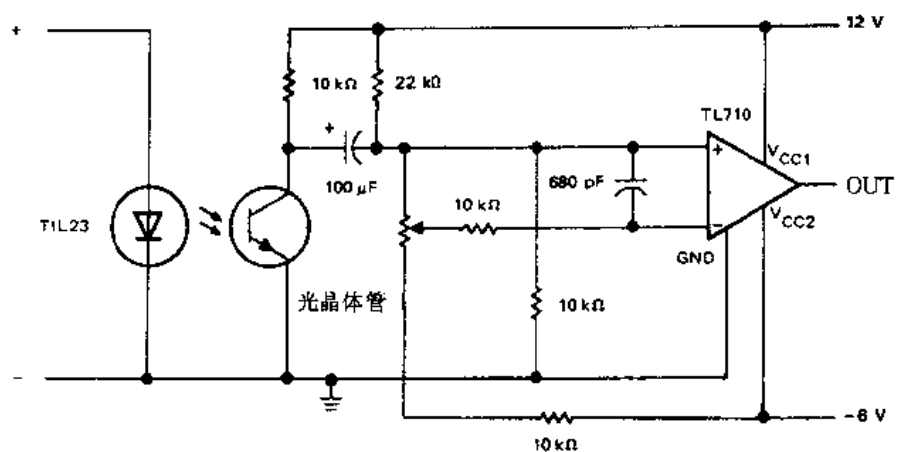 +
12 V
10 kΩ
22 kΩ
TL710
+
100 μF
+
VCC1
680 pF
OUT
TIL23
10 kΩ
−
VCC2
GND
光晶体管
10 kΩ
−
−6 V
10 kΩ